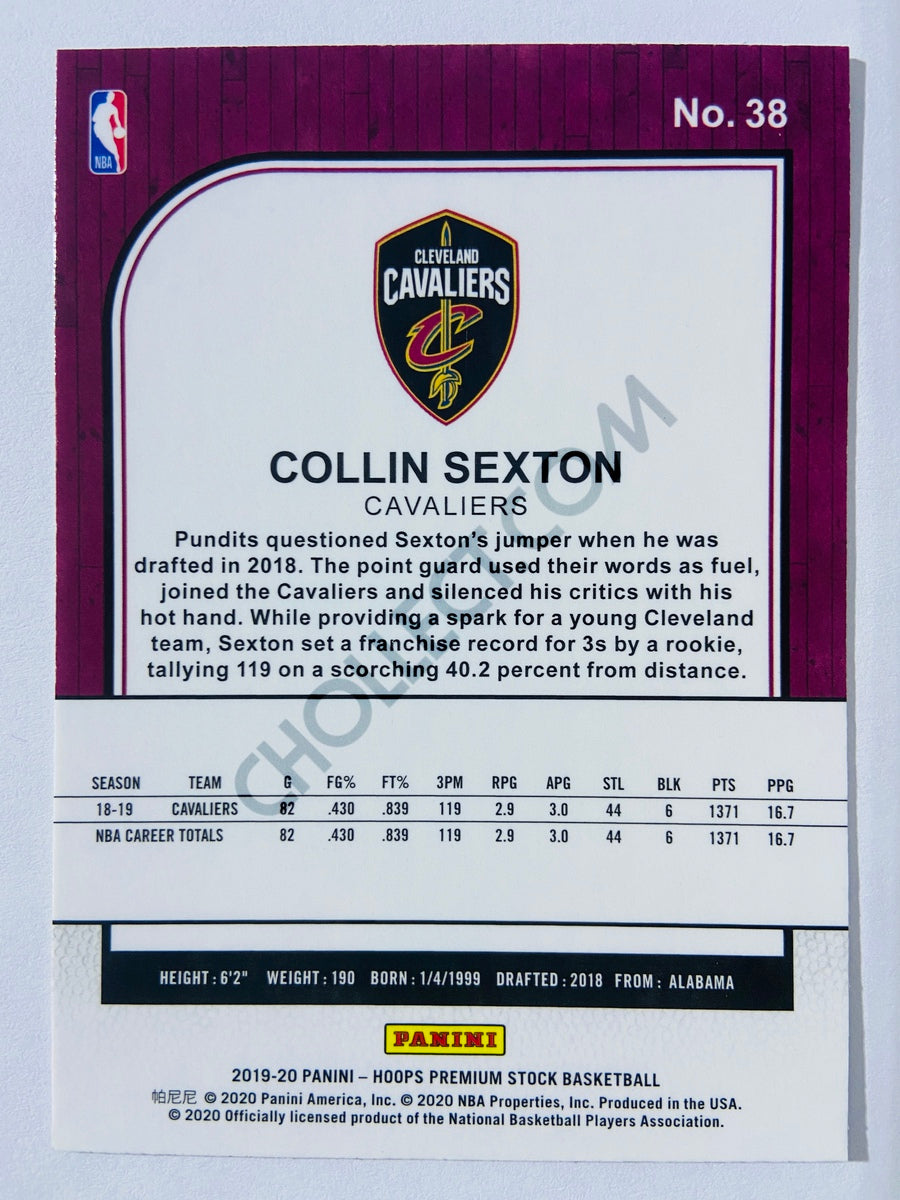 NBA
No. 38
CLEVELAND
CAVALIERS
C
COLLIN SEXTON
CAVALIERS
Pundits questioned Sexton's jumper when he was
drafted in 2018. The point guard used their words as fuel,
joined the Cavaliers and silenced his critics with his
hot hand. While providing a spark for a young Cleveland
team, Sexton set a franchise record for 3s by a rookie,
tallying 119 on a scorching 40.2 percent from distance.
CHOLLECT.COM
SEASON TEAM G FG% FT% 3PM RPG APG STL BLK PTS PPG
18-19 CAVALIERS 82 .430 .839 119 2.9 3.0 44 6 1371 16.7
NBA CAREER TOTALS 82 .430 .839 119 2.9 3.0 44 6 1371 16.7
HEIGHT: 6'2" WEIGHT: 190 BORN: 1/4/1999 DRAFTED: 2018 FROM: ALABAMA
PANINI
2019-20 PANINI – HOOPS PREMIUM STOCK BASKETBALL
帕尼尼 © 2020 Panini America, Inc. © 2020 NBA Properties, Inc. Produced in the USA.
© 2020 Officially licensed product of the National Basketball Players Association.